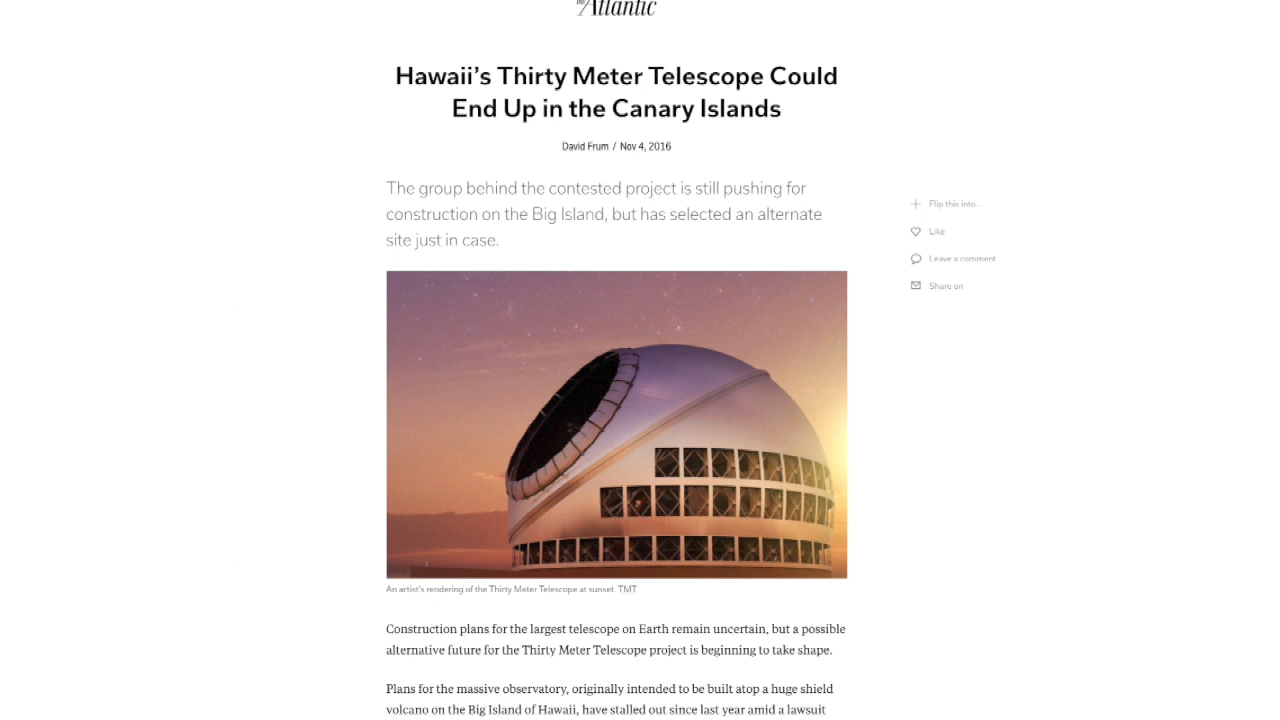 the Atlantic
Hawaii's Thirty Meter Telescope Could
End Up in the Canary Islands
David Frum / Nov 4, 2016
The group behind the contested project is still pushing for
construction on the Big Island, but has selected an alternate
site just in case.
Flip this into...
Like
Leave a comment
Share on
An artist's rendering of the Thirty Meter Telescope at sunset. TMT
Construction plans for the largest telescope on Earth remain uncertain, but a possible
alternative future for the Thirty Meter Telescope project is beginning to take shape.
Plans for the massive observatory, originally intended to be built atop a huge shield
volcano on the Big Island of Hawaii, have stalled out since last year amid a lawsuit